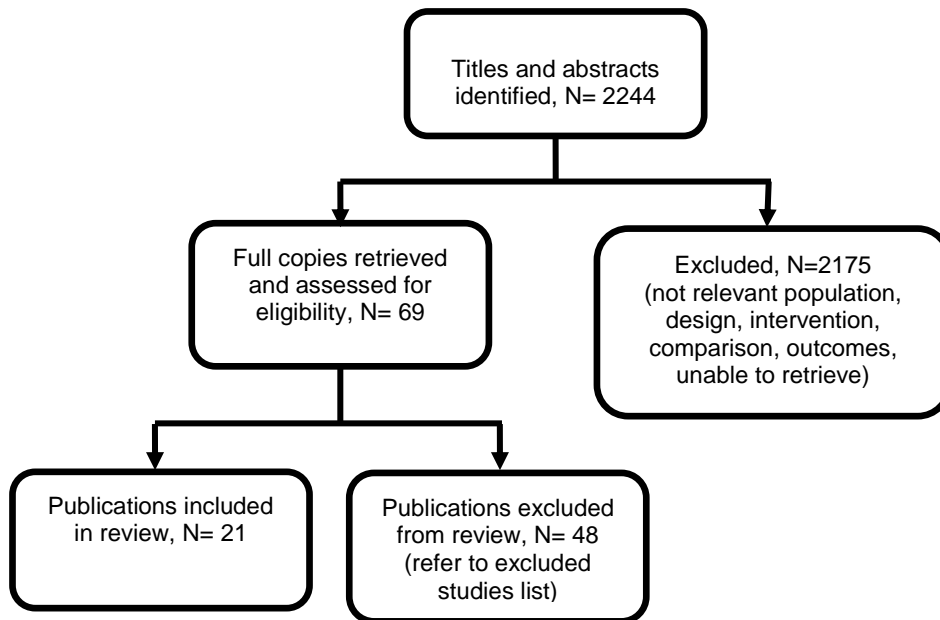 Titles and abstracts
identified, N= 2244
Full copies retrieved
and assessed for
eligibility, N= 69
Excluded, N=2175
(not relevant population,
design, intervention,
comparison, outcomes,
unable to retrieve)
Publications included
in review, N= 21
Publications excluded
from review, N= 48
(refer to excluded
studies list)